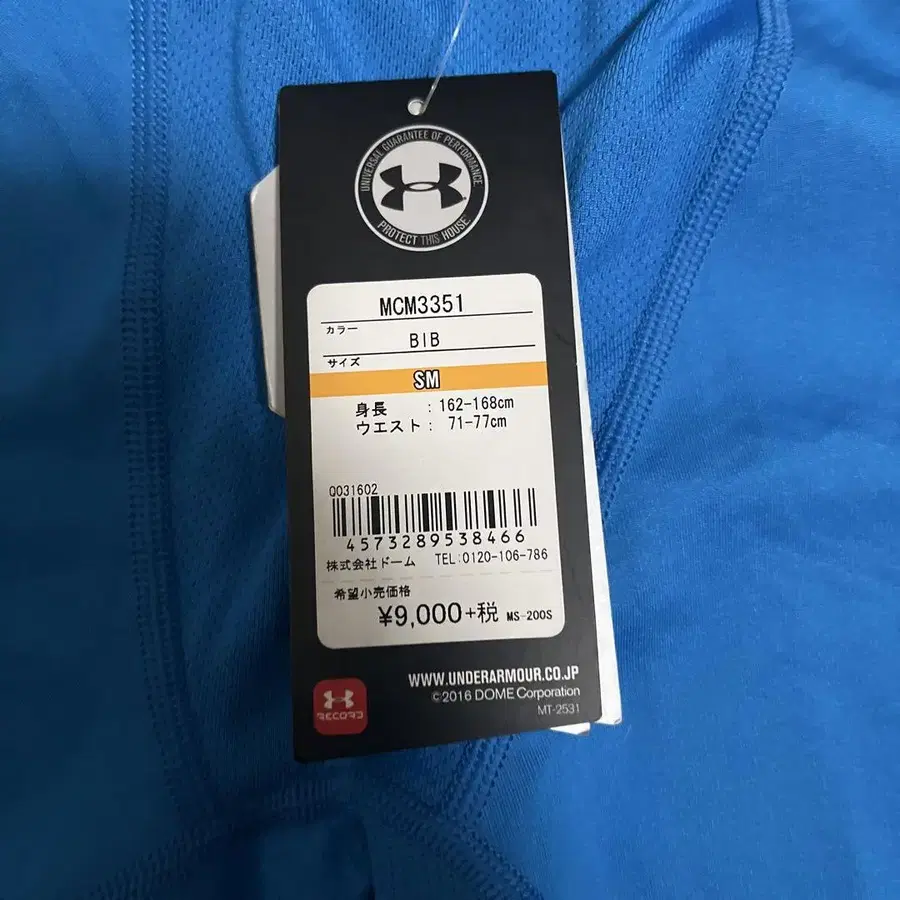 UNIVERSAL GUARANTEE OF PERFORMANCE
PROTECT THIS HOUSE.
MCM3351
カラー
BIB
サイズ
SM
身長 : 162-168cm
ウエスト : 71-77cm
Q031602
4573289538466
株式会社ドーム TEL:0120-106-786
希望小売価格
¥9,000+税 MS-200S
WWW.UNDERARMOUR.CO.JP
©2016 DOME Corporation
MT-2531
RECORD